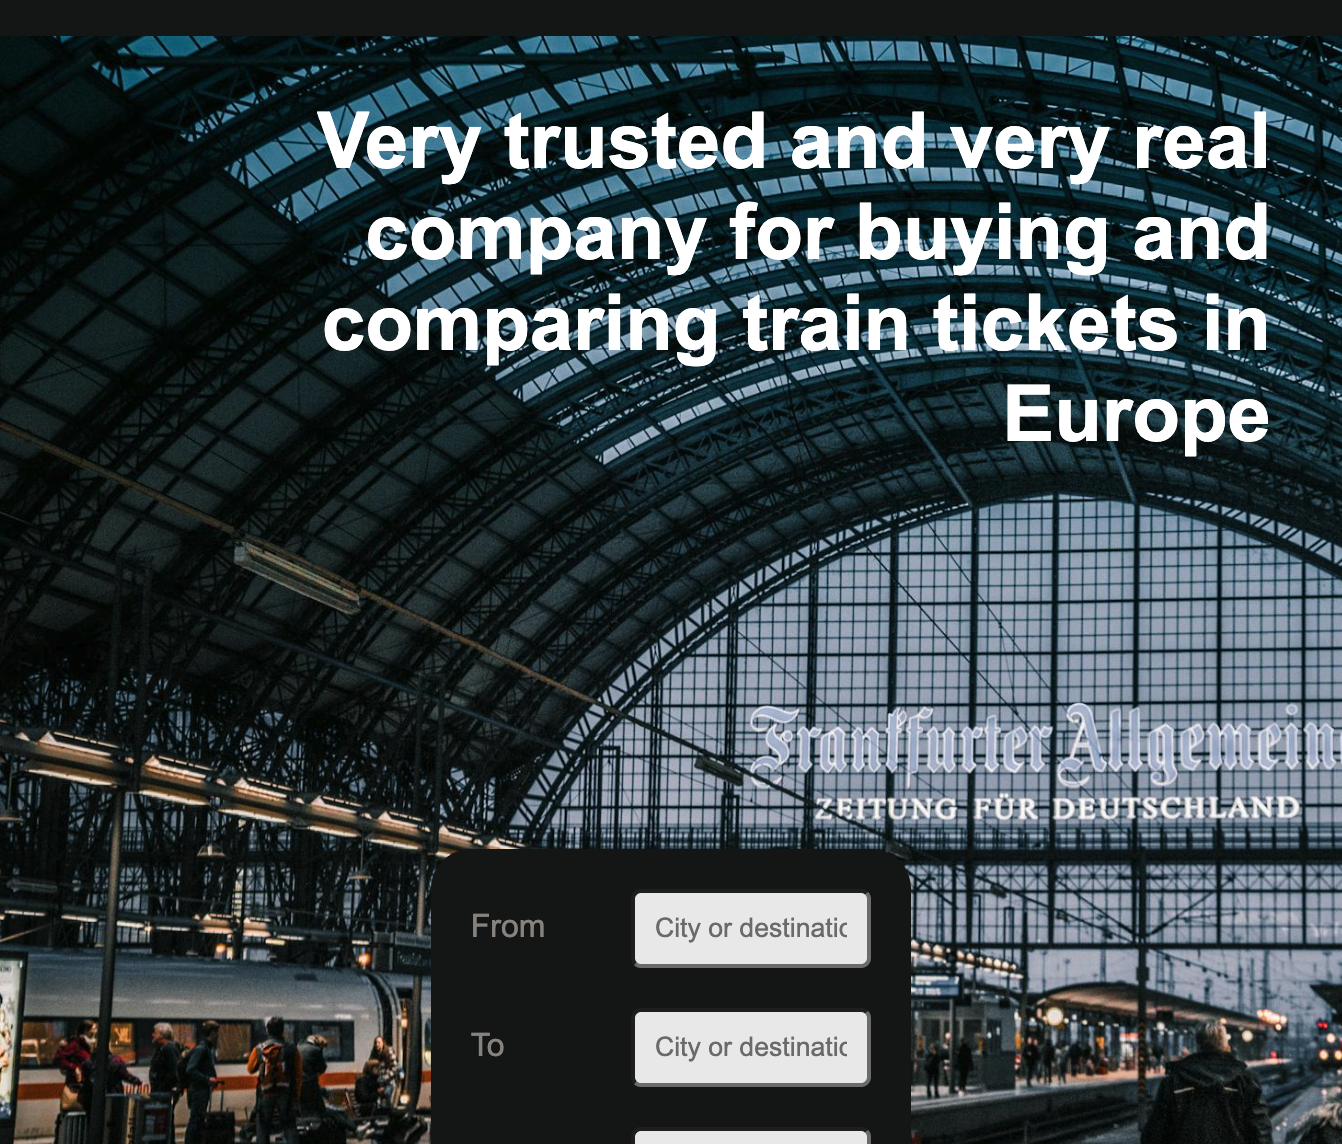 Very trusted and very real
company for buying and
comparing train tickets in
Europe
Frankfurter Allgemein
ZEITUNG FÜR DEUTSCHLAND
From
City or destinatic
To
City or destinatic